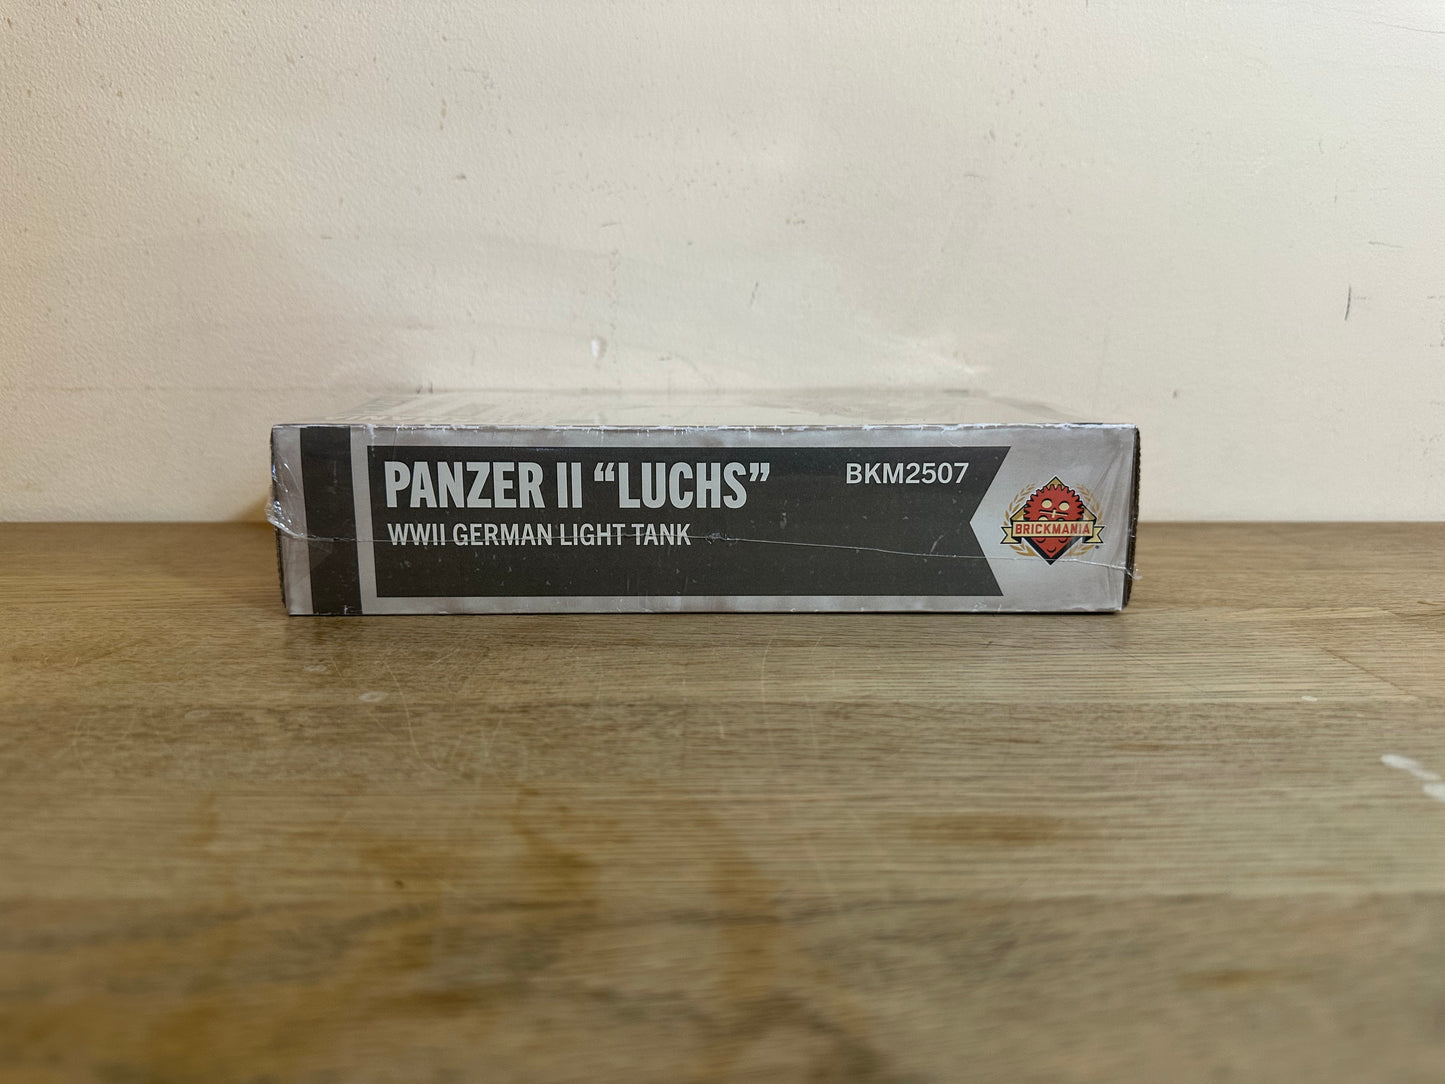 PANZER II “LUCHS”
BKM2507
WWII GERMAN LIGHT TANK
BRICKMANIA